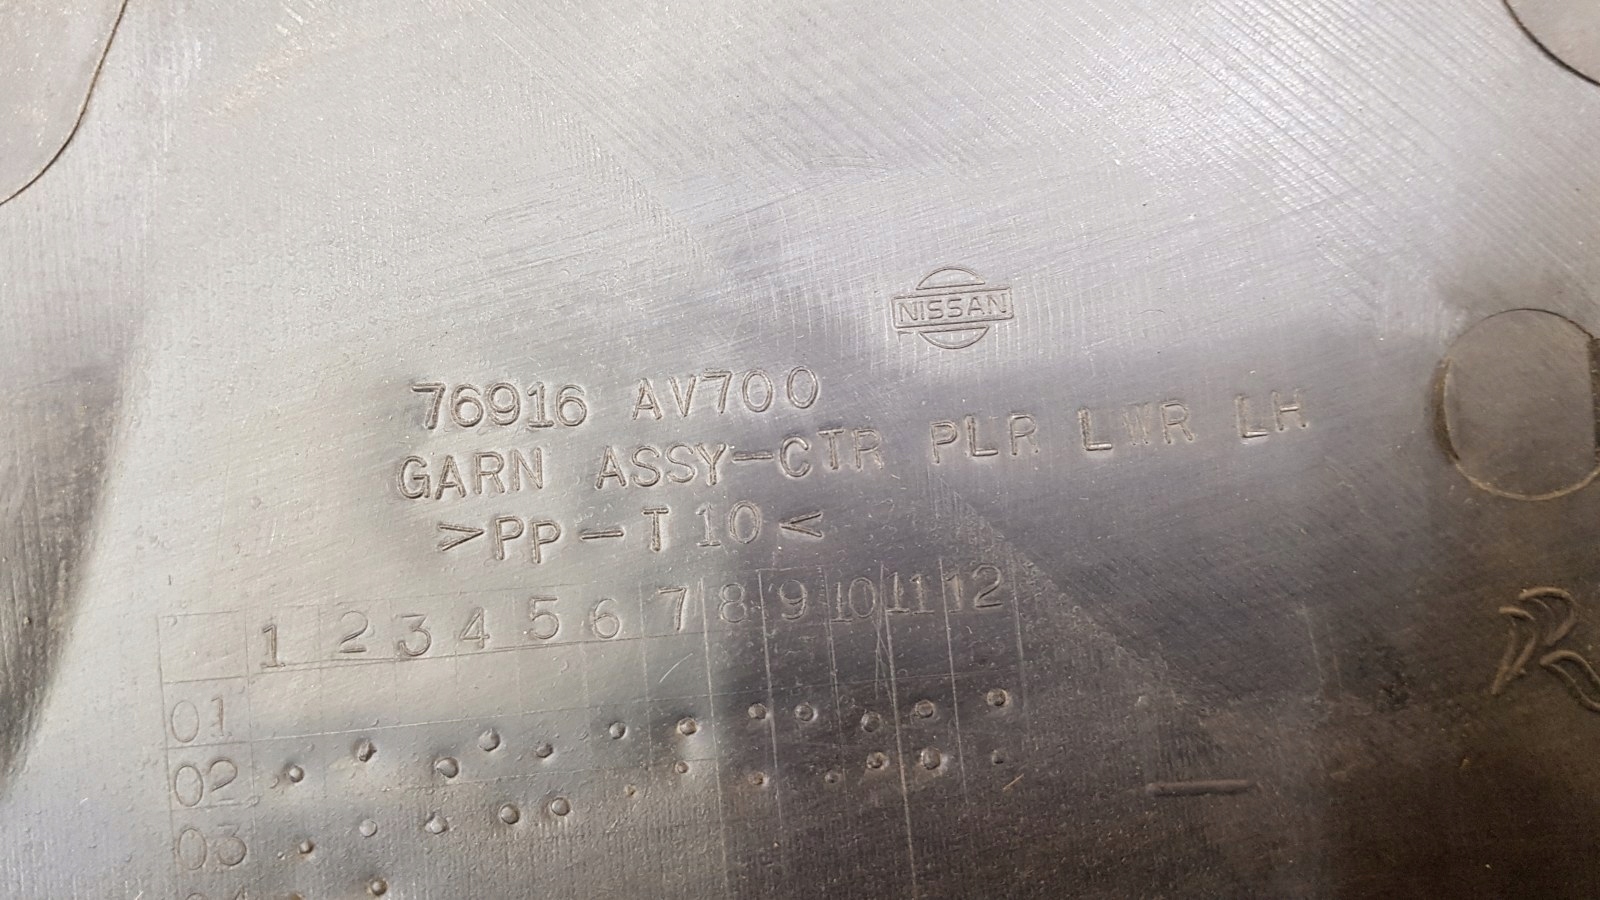 NISSAN
76916 AV700
GARN ASSY-CTR PLR LWR LH
>PP-T10<
1 2 3 4 5 6 7 8 9 10 11 12
01
02
03